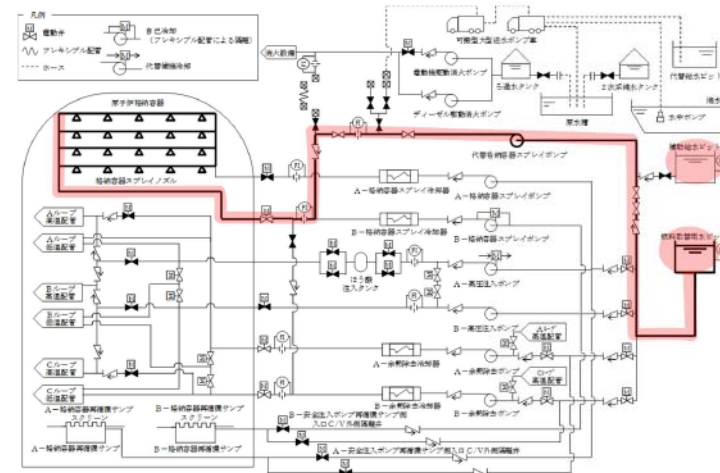 凡例
電動弁
フレキシブル配管
ホース
B自己冷却
(フレキシブル配管による隔離)
代替補機冷却
消火設備
可搬型大型送水ポンプ車
電動機駆動消火ポンプ
ディーゼル駆動消火ポンプ
ろ過水タンク
2次系純水タンク
原水槽
代替給水ピット
海水
水中ポンプ
原子炉格納容器
格納容器スプレイノズル
代替格納容器スプレイポンプ
補助給水ピット
燃料取替用水ピット
A-格納容器スプレイ冷却器
A-格納容器スプレイポンプ
B-格納容器スプレイ冷却器
B-格納容器スプレイポンプ
Aループ
高温配管
Aループ
低温配管
Bループ
高温配管
Bループ
低温配管
Cループ
高温配管
Cループ
低温配管
ほう酸
注入タンク
A-高圧注入ポンプ
B-高圧注入ポンプ
Aループ
高温配管
A-余熱除去冷却器
A-余熱除去ポンプ
Cループ
高温配管
B-余熱除去冷却器
B-余熱除去ポンプ
A-格納容器再循環サンプ
スクリーン
B-格納容器再循環サンプ
スクリーン
A-格納容器再循環サンプ
B-格納容器再循環サンプ
B-安全注入ポンプ再循環サンプ側
入口C/V外側隔離弁
A-安全注入ポンプ再循環サンプ側入口C/V外側隔離弁